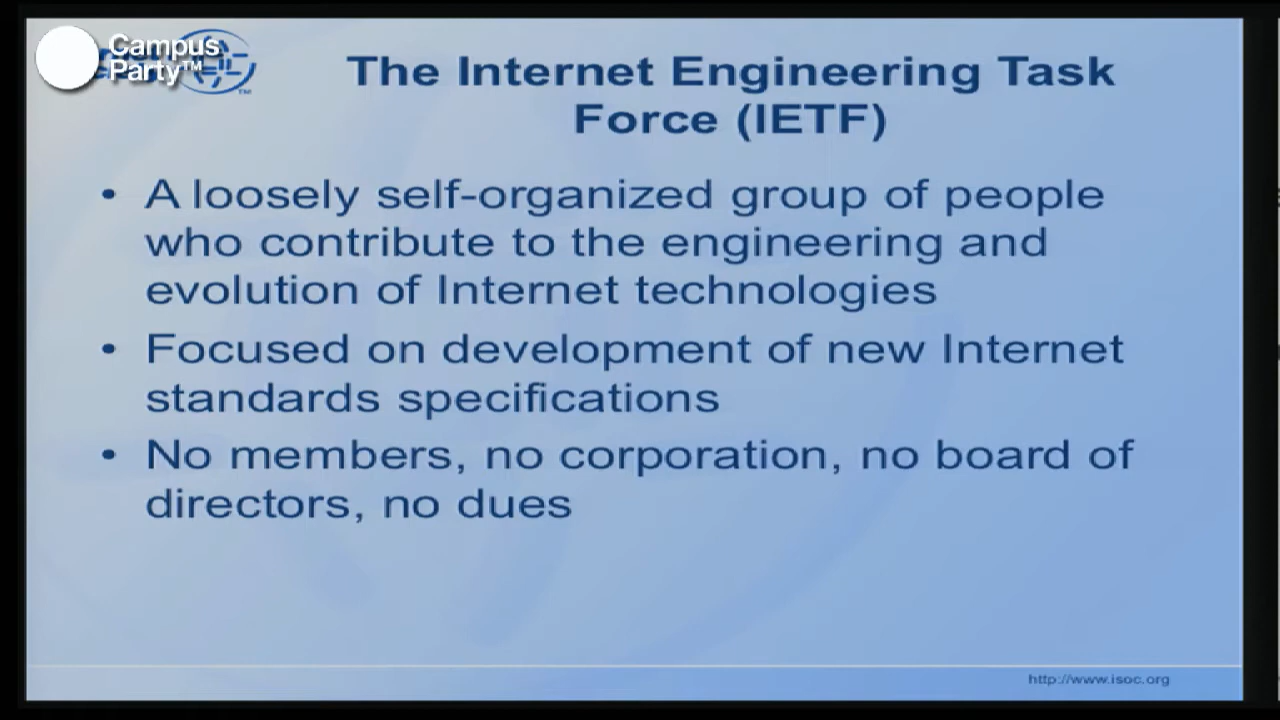 Campus
Party™
The Internet Engineering Task
Force (IETF)
• A loosely self-organized group of people
who contribute to the engineering and
evolution of Internet technologies
• Focused on development of new Internet
standards specifications
• No members, no corporation, no board of
directors, no dues
http://www.isoc.org